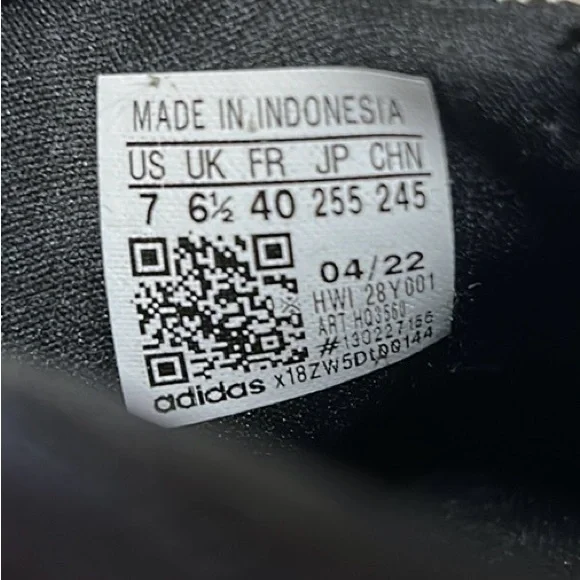 MADE IN INDONESIA
US UK FR JP CHN
7 6½ 40 255 245
04/22
HWI 28Y001
ART HQ3560
#130227156
adidas x18ZW5Dt00144